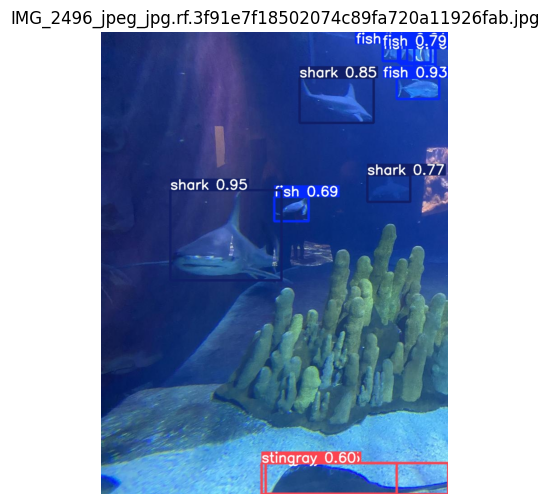 IMG_2496_jpeg_jpg.rf.3f91e7f18502074c89fa720a11926fab.jpg
fish
fish 0.79
shark 0.85
fish 0.93
shark 0.77
shark 0.95
fish 0.69
stingray 0.60